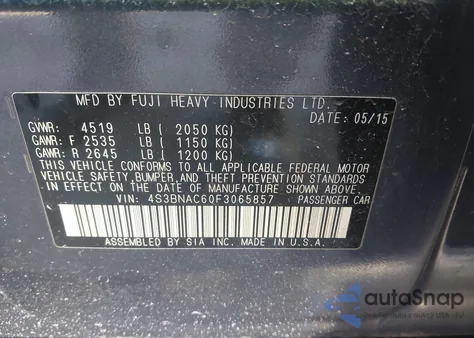 MFD BY FUJI HEAVY INDUSTRIES LTD.
DATE: 05/15
GVWR: 4519 LB ( 2050 KG)
GAWR: F 2535 LB ( 1150 KG)
GAWR: R 2645 LB ( 1200 KG)
THIS VEHICLE CONFORMS TO ALL APPLICABLE FEDERAL MOTOR
VEHICLE SAFETY,BUMPER,AND THEFT PREVENTION STANDARDS
IN EFFECT ON THE DATE OF MANUFACTURE SHOWN ABOVE.
VIN: 4S3BNAC60F3065857 PASSENGER CAR
ASSEMBLED BY SIA INC. MADE IN U.S.A.
autoSnap